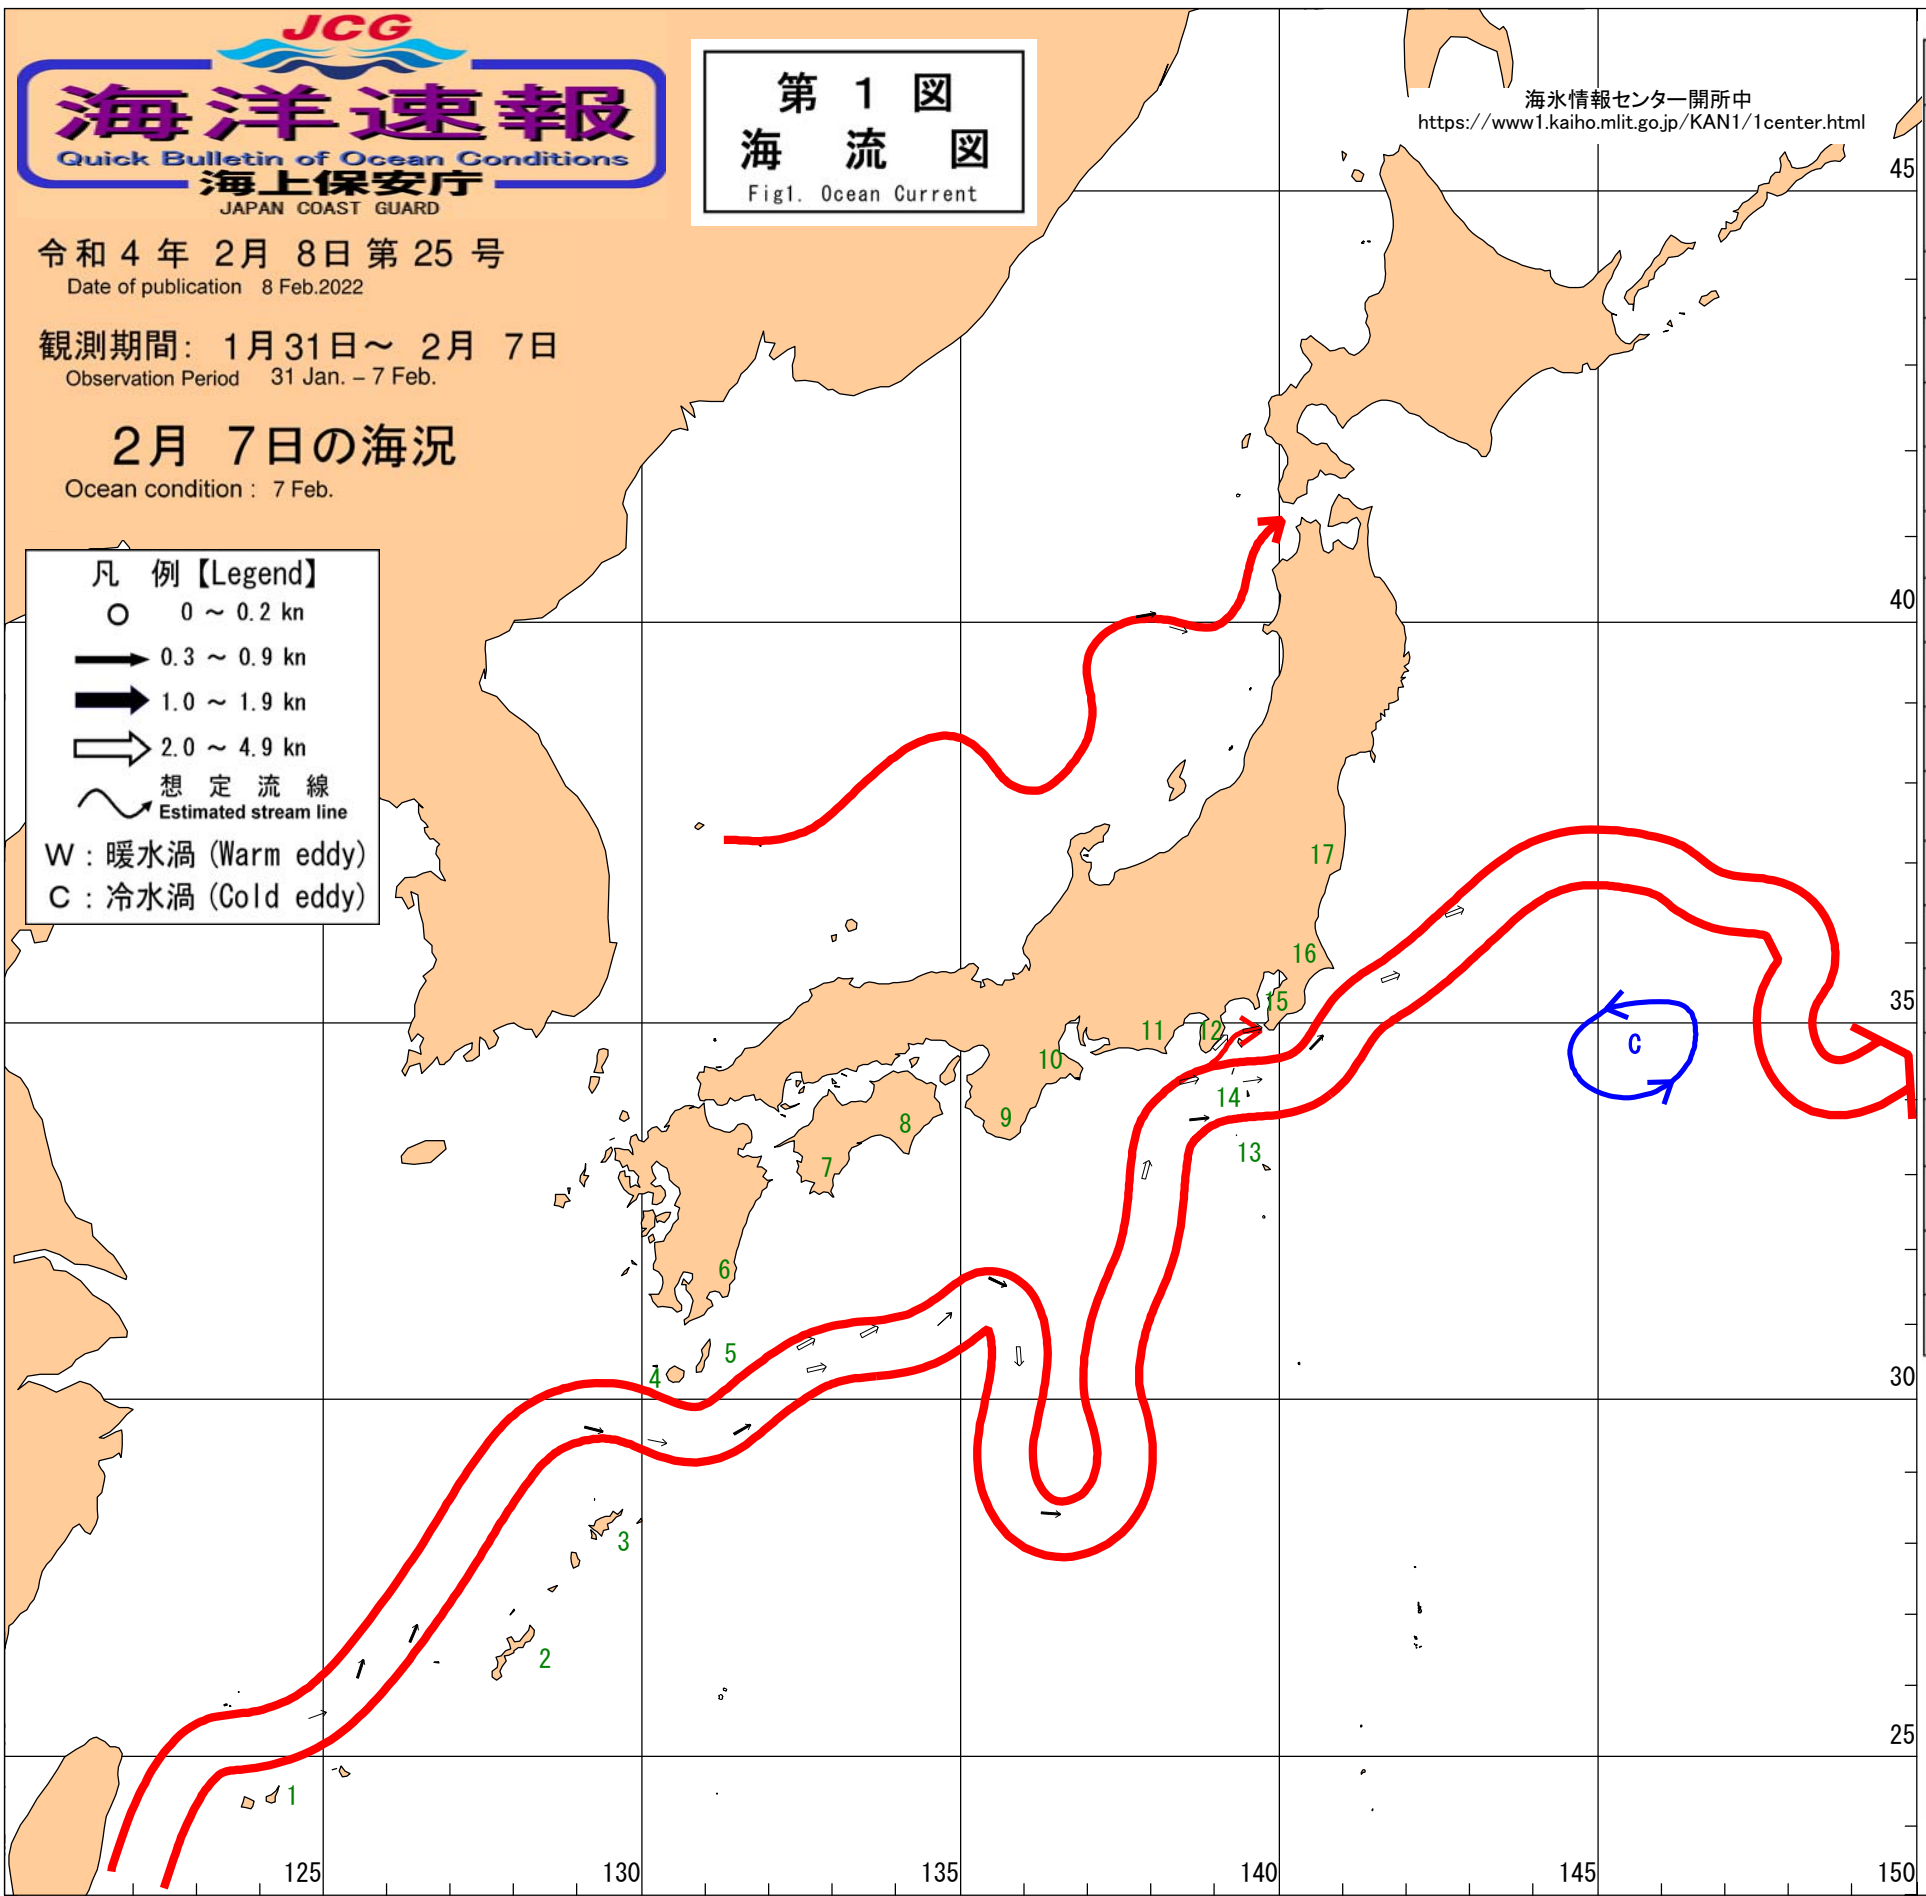 JCG
海洋速報
Quick Bulletin of Ocean Conditions
海上保安庁
JAPAN COAST GUARD
第 1 図
海 流 図
Fig1. Ocean Current
海氷情報センター開所中
https://www1.kaiho.mlit.go.jp/KAN1/1center.html
令和 4 年 2月 8日 第 25 号
Date of publication 8 Feb.2022
観測期間: 1月31日～ 2月 7日
Observation Period 31 Jan. – 7 Feb.
2月 7日の海況
Ocean condition : 7 Feb.
凡 例【Legend】
0 ～ 0.2 kn
0.3 ～ 0.9 kn
1.0 ～ 1.9 kn
2.0 ～ 4.9 kn
想 定 流 線
Estimated stream line
W : 暖水渦 (Warm eddy)
C : 冷水渦 (Cold eddy)
45
40
35
30
25
17
16
15
12
11
10
14
13
9
8
7
6
5
4
3
2
1
C
125
130
135
140
145
150